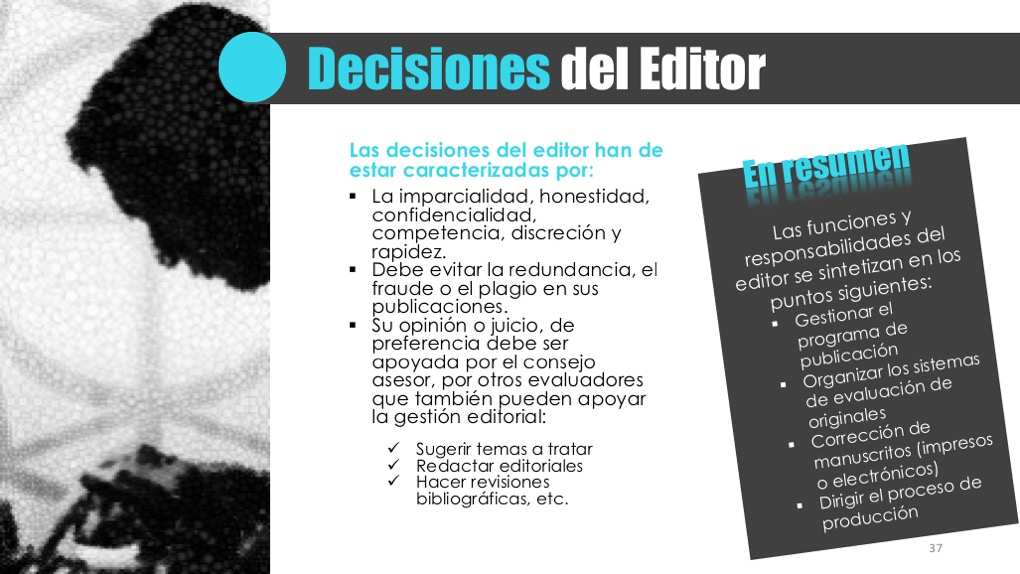 Decisiones del Editor
Las decisiones del editor han de
estar caracterizadas por:
▪ La imparcialidad, honestidad,
confidencialidad,
competencia, discreción y
rapidez.
▪ Debe evitar la redundancia, el
fraude o el plagio en sus
publicaciones.
▪ Su opinión o juicio, de
preferencia debe ser
apoyada por el consejo
asesor, por otros evaluadores
que también pueden apoyar
la gestión editorial:
✓ Sugerir temas a tratar
✓ Redactar editoriales
✓ Hacer revisiones
bibliográficas, etc.
En resumen
Las funciones y
responsabilidades del
editor se sintetizan en los
puntos siguientes:
▪ Gestionar el
programa de
publicación
▪ Organizar los sistemas
de evaluación de
originales
▪ Corrección de
manuscritos (impresos
o electrónicos)
▪ Dirigir el proceso de
producción
37